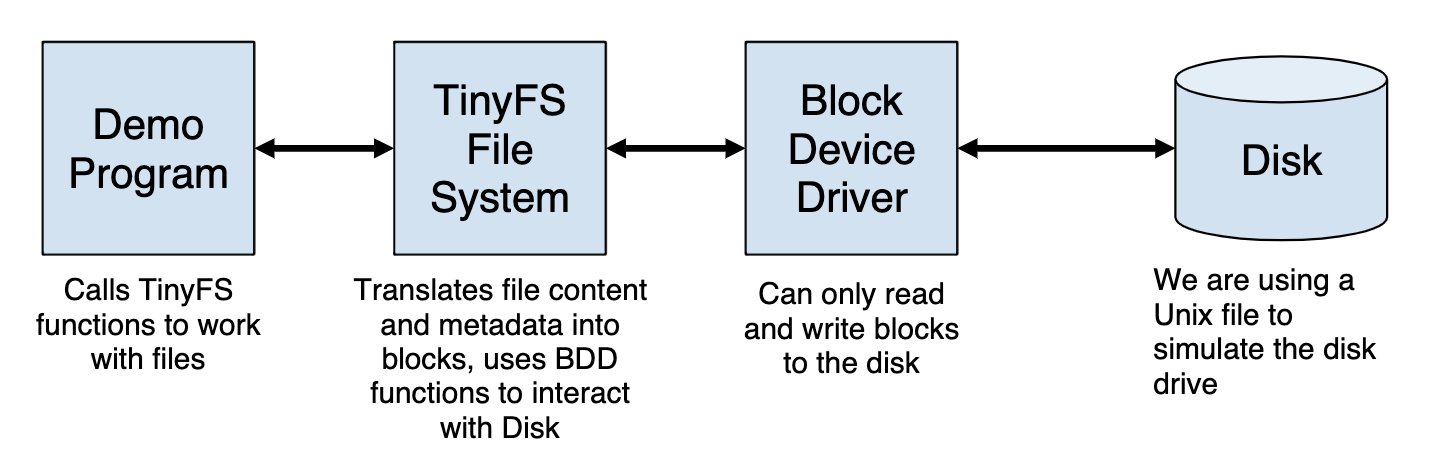 Demo
Program
TinyFS
File
System
Block
Device
Driver
Disk
Calls TinyFS
functions to work
with files
Translates file content
and metadata into
blocks, uses BDD
functions to interact
with Disk
Can only read
and write blocks
to the disk
We are using a
Unix file to
simulate the disk
drive